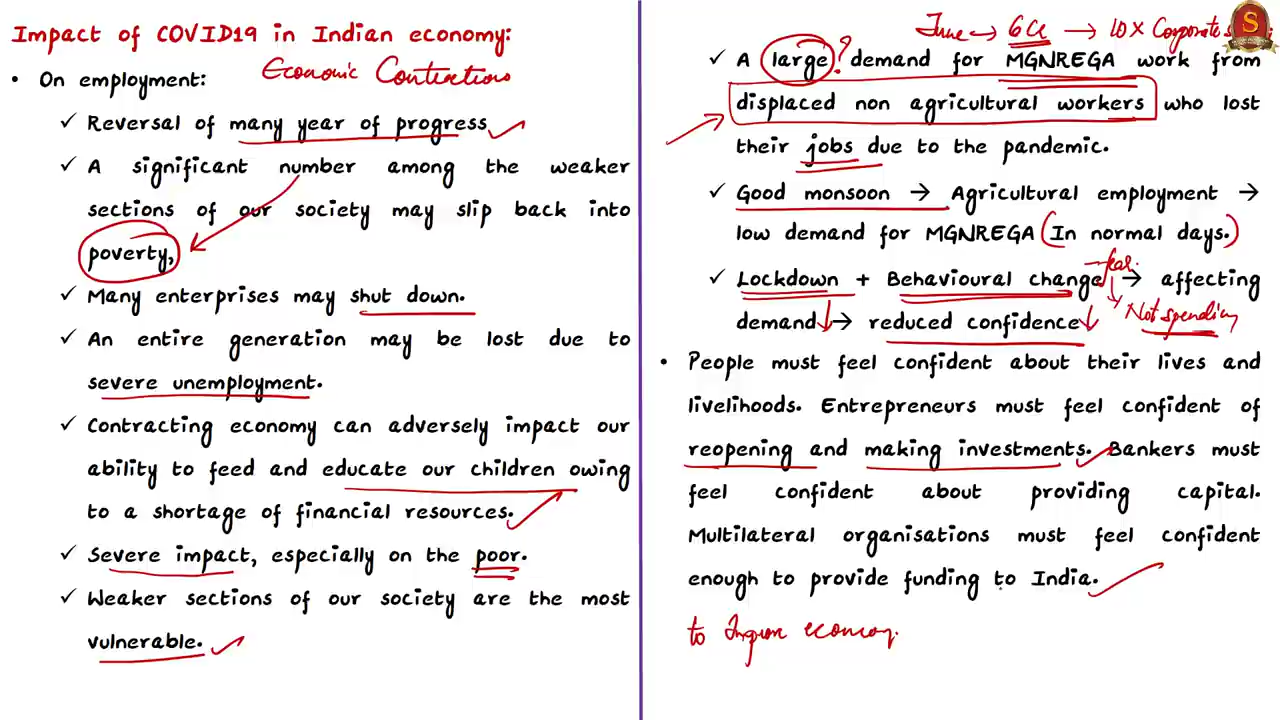 Impact of COVID19 in Indian economy:
• On employment:
Economic Contractions
✓ Reversal of many year of progress
✓ A significant number among the weaker
sections of our society may slip back into
poverty,
✓ Many enterprises may shut down.
✓ An entire generation may be lost due to
severe unemployment.
✓ Contracting economy can adversely impact our
ability to feed and educate our children owing
to a shortage of financial resources.
✓ Severe impact, especially on the poor.
✓ Weaker sections of our society are the most
vulnerable.
June → 6Cr → 10X Corporate
✓ A large ? demand for MGNREGA work from
displaced non agricultural workers who lost
their jobs due to the pandemic.
✓ Good monsoon → Agricultural employment →
low demand for MGNREGA (In normal days.)
fear.
✓ Lockdown + Behavioural change → affecting
demand ↓ → reduced confidence ↓ Not spending
• People must feel confident about their lives and
livelihoods. Entrepreneurs must feel confident of
reopening and making investments. Bankers must
feel confident about providing capital.
Multilateral organisations must feel confident
enough to provide funding to India.
to economy.
S